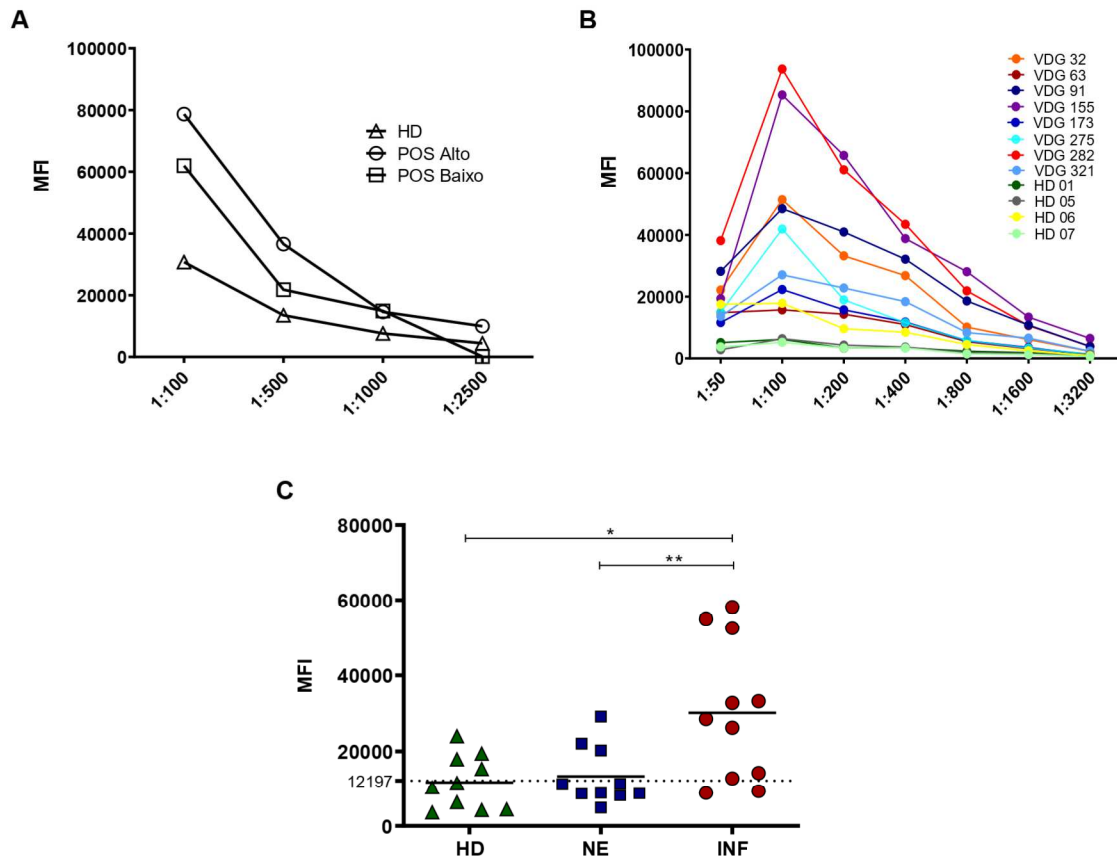 A
MFI
100000
80000
60000
40000
20000
0
1:100
1:500
1:1000
1:2500
HD
POS Alto
POS Baixo
B
MFI
100000
80000
60000
40000
20000
0
1:50
1:100
1:200
1:400
1:800
1:1600
1:3200
VDG 32
VDG 63
VDG 91
VDG 155
VDG 173
VDG 275
VDG 282
VDG 321
HD 01
HD 05
HD 06
HD 07
C
MFI
80000
60000
40000
20000
12197
0
*
**
HD
NE
INF